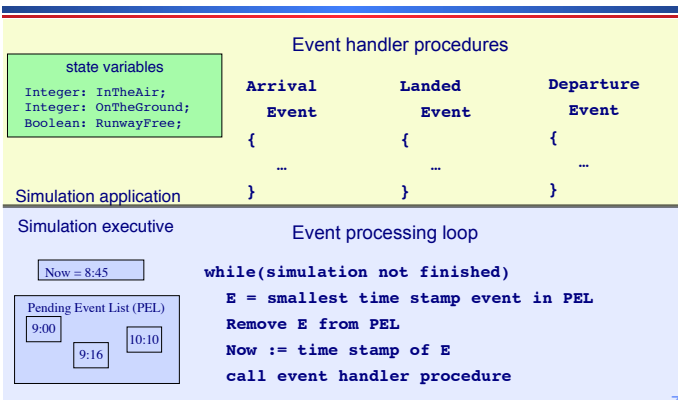 Event handler procedures
state variables
Integer: InTheAir;
Integer: OnTheGround;
Boolean: RunwayFree;
Arrival
Event
{
…
}
Landed
Event
{
…
}
Departure
Event
{
…
}
Simulation application
Simulation executive
Event processing loop
Now = 8:45
Pending Event List (PEL)
9:00
9:16
10:10
while(simulation not finished)
E = smallest time stamp event in PEL
Remove E from PEL
Now := time stamp of E
call event handler procedure